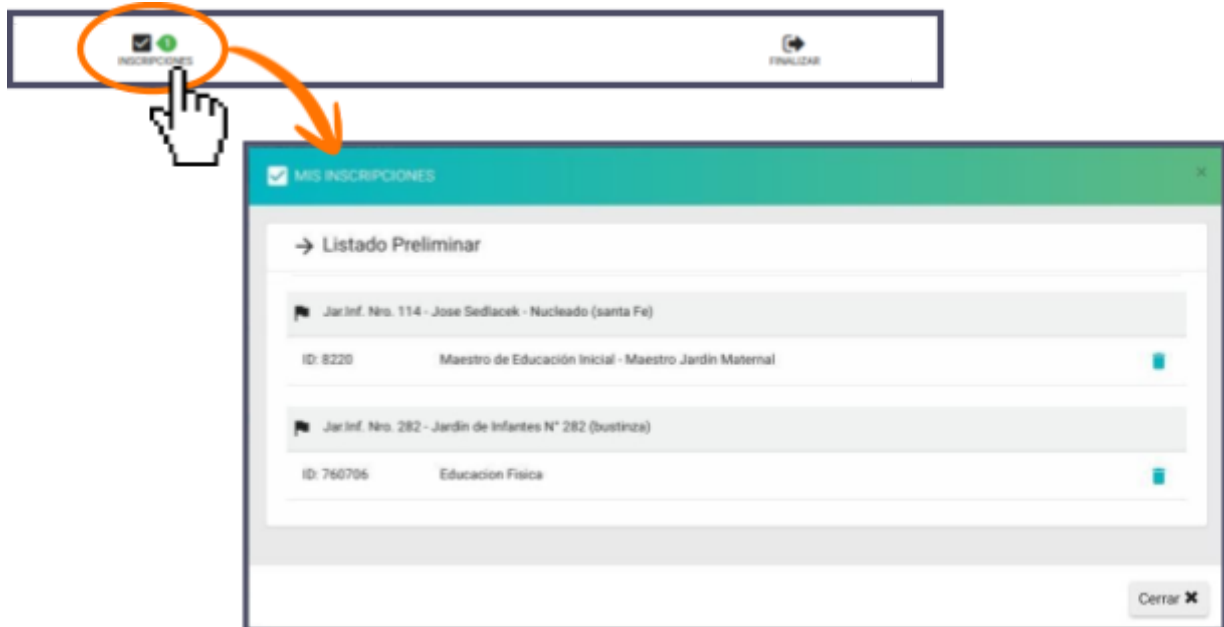 INSCRIPCIONES
FINALIZAR
MIS INSCRIPCIONES
Listado Preliminar
Jar.Inf. Nro. 114 - Jose Sedlacek - Nucleado (santa Fe)
ID: 8220 Maestro de Educación Inicial - Maestro Jardín Maternal
Jar.Inf. Nro. 282 - Jardín de Infantes N° 282 (bustinza)
ID: 760706 Educacion Fisica
Cerrar